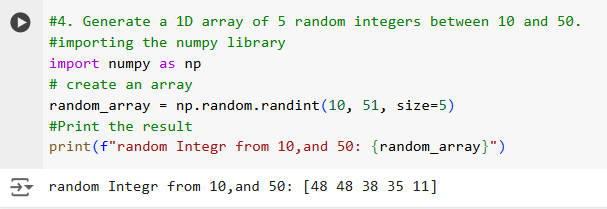 #4. Generate a 1D array of 5 random integers between 10 and 50.
#importing the numpy library
import numpy as np
# create an array
random_array = np.random.randint(10, 51, size=5)
#Print the result
print(f"random Integr from 10,and 50: {random_array}")
random Integr from 10,and 50: [48 48 38 35 11]